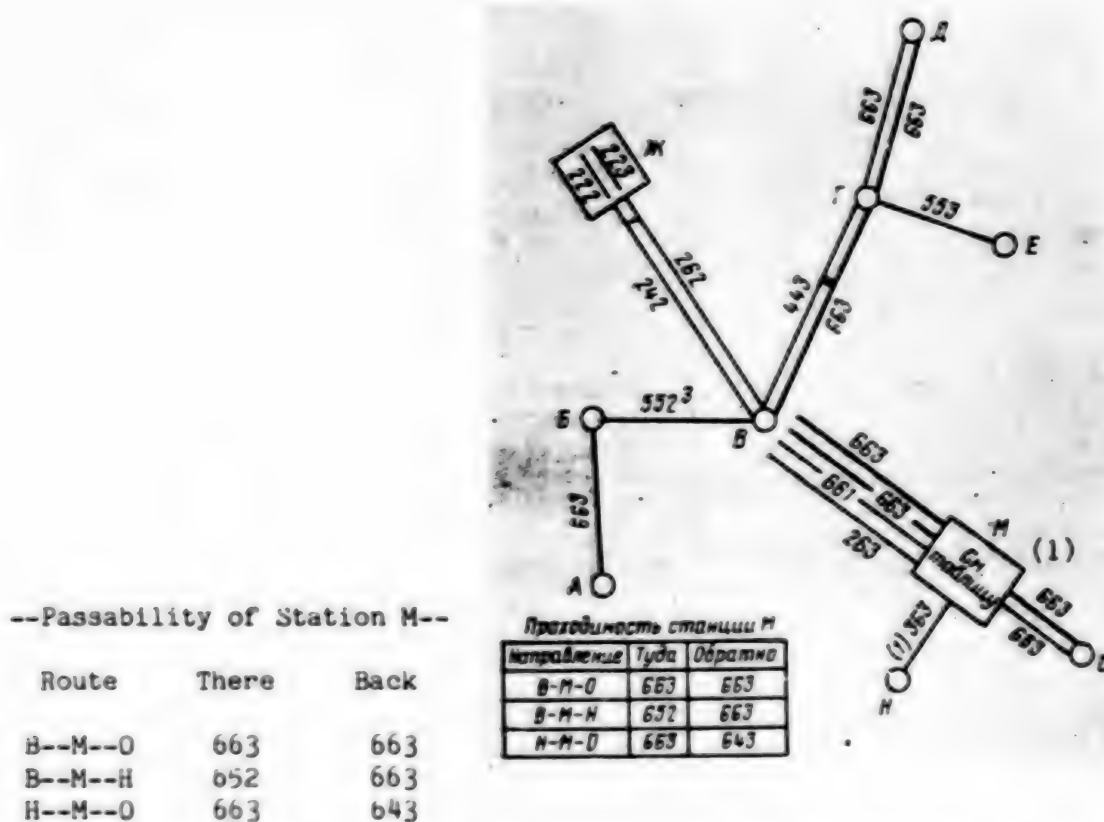 --Passability of Station M--
Route There Back
B--M--O 663 663
B--M--H 652 663
H--M--O 663 643
Д
663
663
Ж
223
222
Г
553
Е
262
242
443
663
Б
552³
В
663
А
663
663
661
263
М
(1)
См. таблицу
663
663
О
(1) 363
Н
Проходимость станции М
Направление Туда Обратно
В-М-О 663 663
В-М-Н 652 663
Н-М-О 663 643